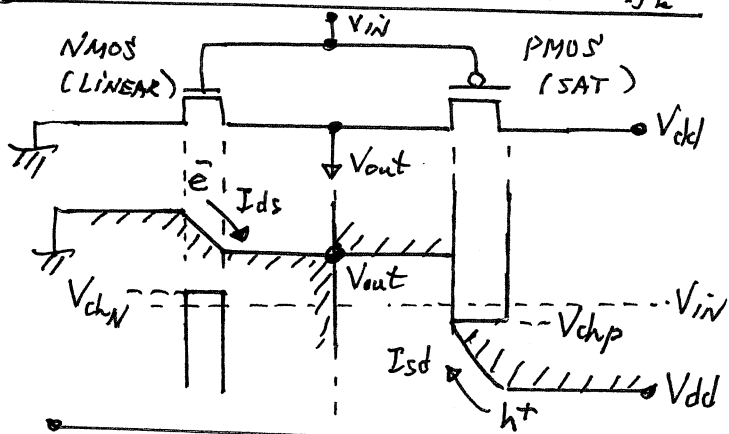 Vin
NMOS
(LINEAR)
PMOS
(SAT)
Vdd
Vout
e-
Ids
Vout
VchN
Vin
Vchp
Isd
h+
Vdd